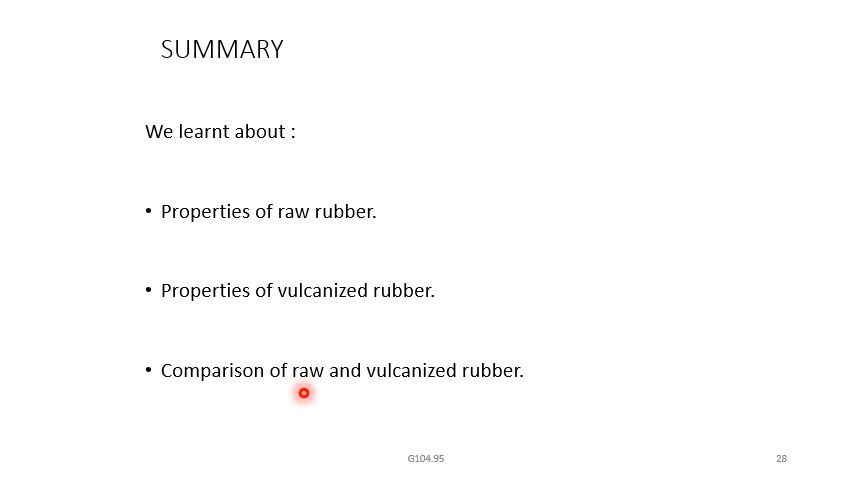 SUMMARY
We learnt about :
• Properties of raw rubber.
• Properties of vulcanized rubber.
• Comparison of raw and vulcanized rubber.
G104.95
28